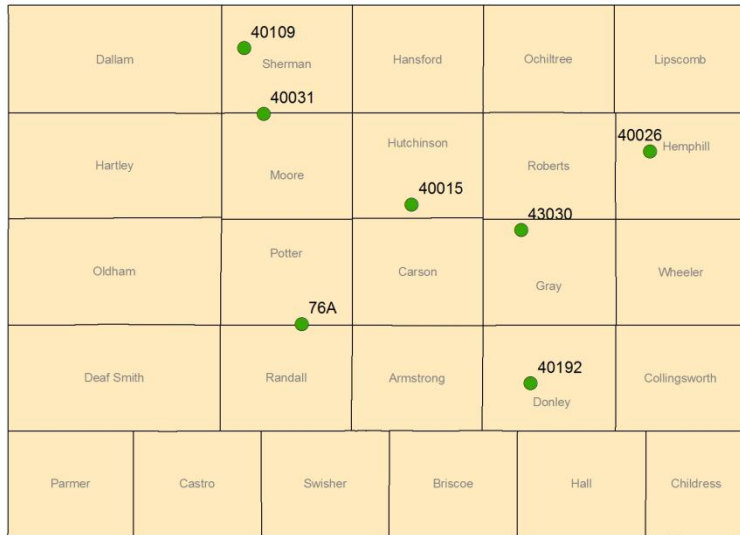 40109
Dallam
Sherman
Hansford
Ochiltree
Lipscomb
40031
40026
Hutchinson
Hemphill
Hartley
Moore
Roberts
40015
43030
Potter
Oldham
Carson
Gray
Wheeler
76A
40192
Deaf Smith
Randall
Armstrong
Collingsworth
Donley
Parmer
Castro
Swisher
Briscoe
Hall
Childress